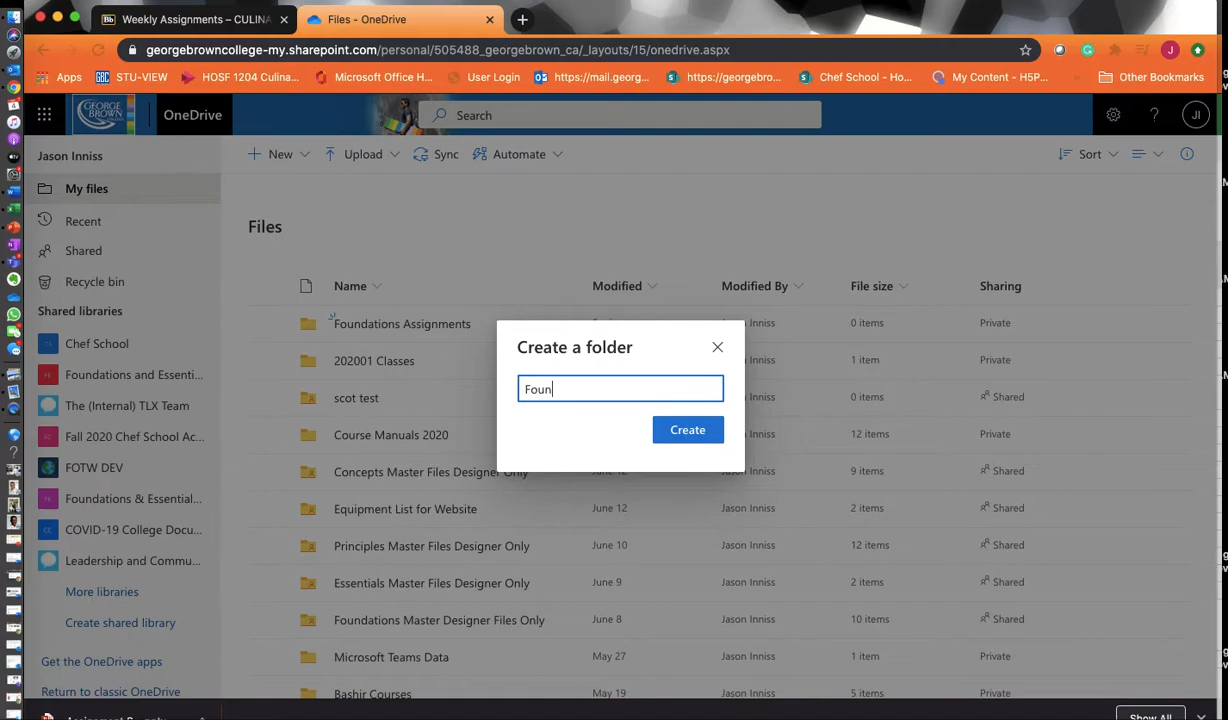 Weekly Assignments – CULINA
Files - OneDrive
georgebrowncollege-my.sharepoint.com/personal/505488_georgebrown_ca/_layouts/15/onedrive.aspx
Apps STU-VIEW HOSF 1204 Culina... Microsoft Office H... User Login https://mail.georg... https://georgebro... Chef School - Ho... My Content - H5P... Other Bookmarks
GEORGE BROWN OneDrive Search JI
Jason Inniss
New Upload Sync Automate Sort
My files
Recent
Shared
Recycle bin
Shared libraries
Chef School
Foundations and Essenti...
The (Internal) TLX Team
Fall 2020 Chef School Ac...
FOTW DEV
Foundations & Essential...
COVID-19 College Docu...
Leadership and Commu...
More libraries
Create shared library
Get the OneDrive apps
Return to classic OneDrive
Files
Name Modified Modified By File size Sharing
Foundations Assignments Inniss 0 items Private
202001 Classes Inniss 1 item Private
scot test Inniss 0 items Shared
Course Manuals 2020 Inniss 12 items Private
Concepts Master Files Designer Only June 12 Inniss 9 items Shared
Equipment List for Website June 12 Jason Inniss 2 items Shared
Principles Master Files Designer Only June 10 Jason Inniss 12 items Shared
Essentials Master Files Designer Only June 9 Jason Inniss 2 items Shared
Foundations Master Designer Files Only June 8 Jason Inniss 10 items Shared
Microsoft Teams Data May 27 Jason Inniss 1 item Private
Bashir Courses May 19 Jason Inniss 5 items Private
Create a folder
Foun
Create
Show All